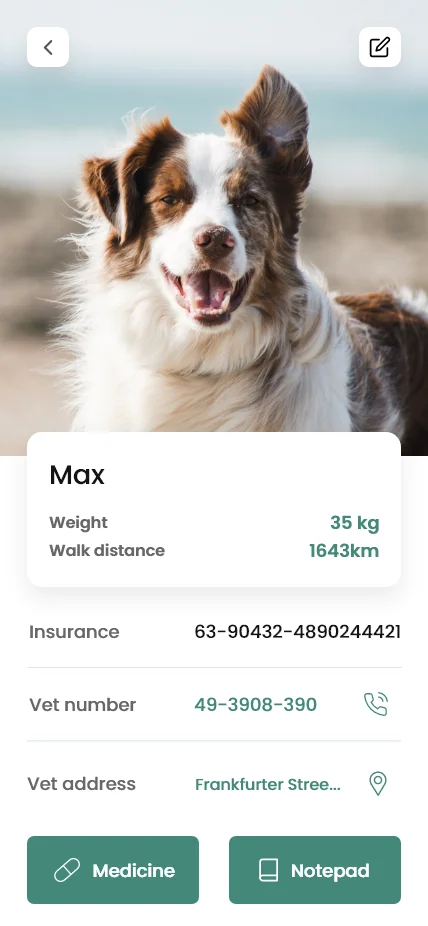 Max
Weight 35 kg
Walk distance 1643km
Insurance 63-90432-4890244421
Vet number 49-3908-390
Vet address Frankfurter Stree...
Medicine Notepad